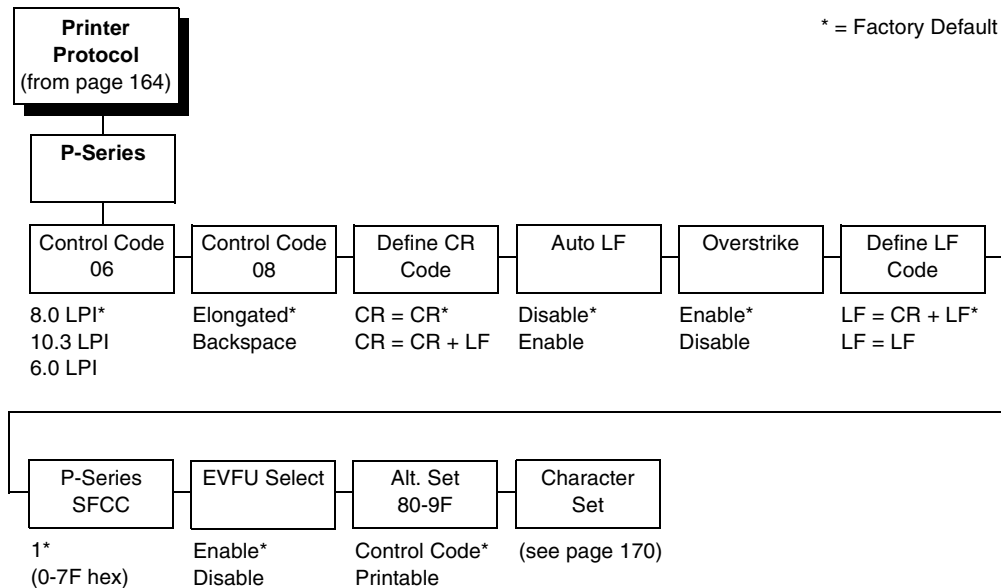 Printer
Protocol
(from page 164)
* = Factory Default
P-Series
Control Code
06
8.0 LPI*
10.3 LPI
6.0 LPI
Control Code
08
Elongated*
Backspace
Define CR
Code
CR = CR*
CR = CR + LF
Auto LF
Disable*
Enable
Overstrike
Enable*
Disable
Define LF
Code
LF = CR + LF*
LF = LF
P-Series
SFCC
1*
(0-7F hex)
EVFU Select
Enable*
Disable
Alt. Set
80-9F
Control Code*
Printable
Character
Set
(see page 170)